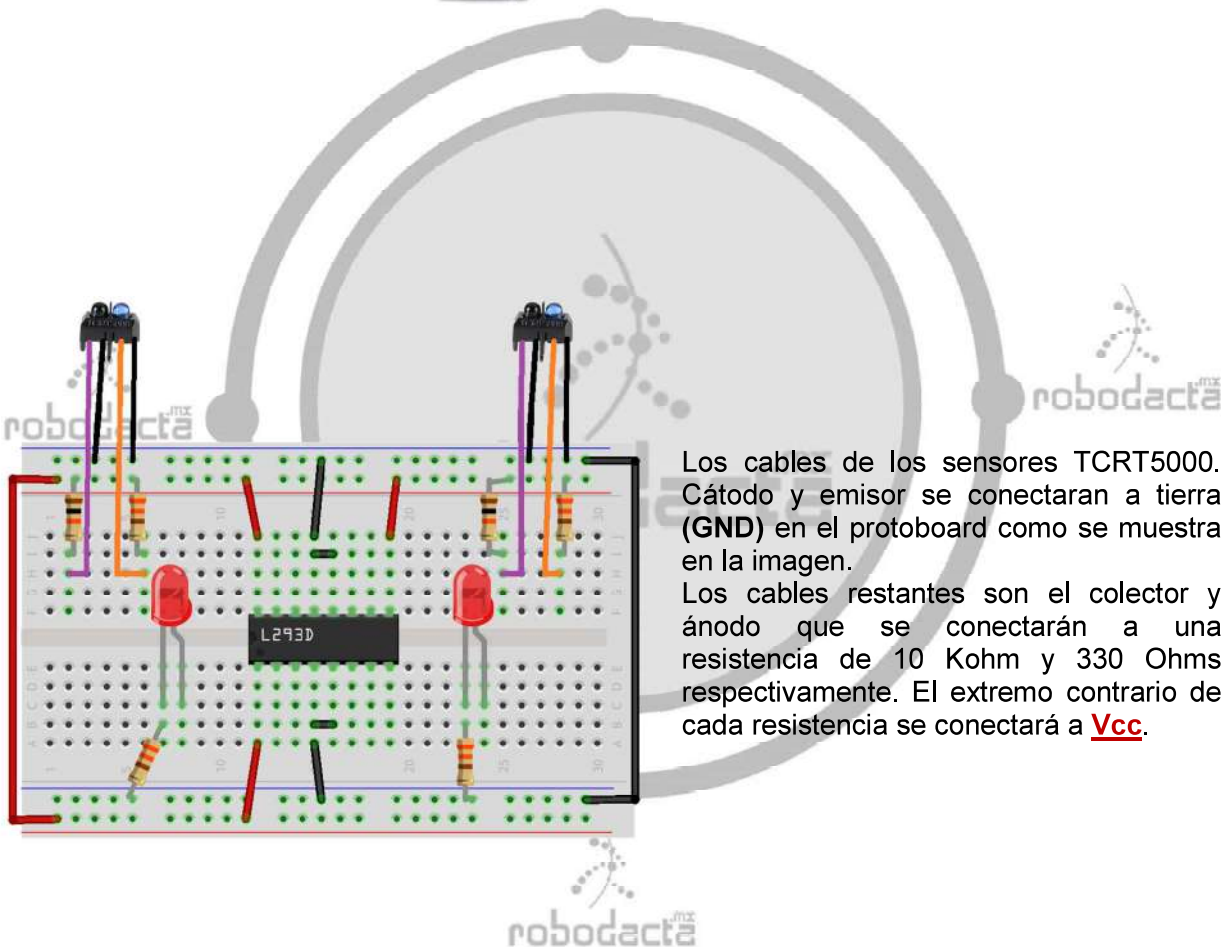 robodacta.mx
robodacta.mx
L293D
Los cables de los sensores TCRT5000.
Cátodo y emisor se conectaran a tierra
(GND) en el protoboard como se muestra
en la imagen.
Los cables restantes son el colector y
ánodo que se conectarán a una
resistencia de 10 Kohm y 330 Ohms
respectivamente. El extremo contrario de
cada resistencia se conectará a Vcc.
robodacta.mx